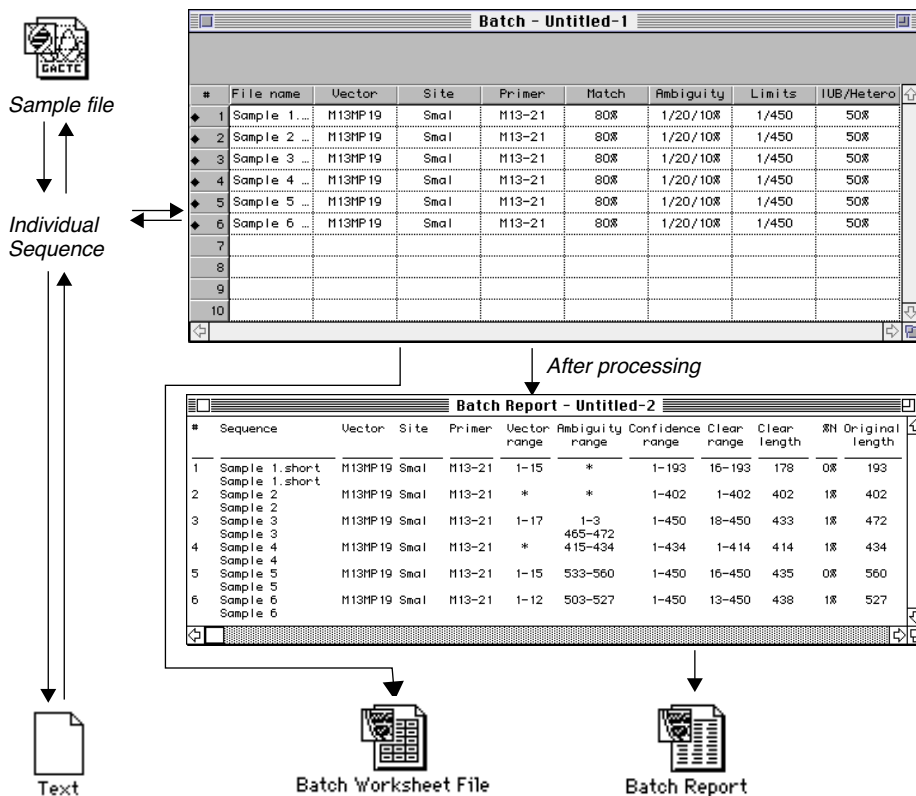 GACTC
Sample file
Individual
Sequence
Text
Batch - Untitled-1
# File name Vector Site Primer Match Ambiguity Limits IUB/Hetero
1 Sample 1... M13MP19 SmaI M13-21 80% 1/20/10% 1/450 50%
2 Sample 2 ... M13MP19 SmaI M13-21 80% 1/20/10% 1/450 50%
3 Sample 3 ... M13MP19 SmaI M13-21 80% 1/20/10% 1/450 50%
4 Sample 4 ... M13MP19 SmaI M13-21 80% 1/20/10% 1/450 50%
5 Sample 5 ... M13MP19 SmaI M13-21 80% 1/20/10% 1/450 50%
6 Sample 6 ... M13MP19 SmaI M13-21 80% 1/20/10% 1/450 50%
7
8
9
10
After processing
Batch Report - Untitled-2
# Sequence Vector Site Primer Vector Ambiguity Confidence Clear Clear %N Original
range range range range length length
1 Sample 1.short M13MP19 SmaI M13-21 1-15 * 1-193 16-193 178 0% 193
Sample 1.short
2 Sample 2 M13MP19 SmaI M13-21 * * 1-402 1-402 402 1% 402
Sample 2
3 Sample 3 M13MP19 SmaI M13-21 1-17 1-3 1-450 18-450 433 1% 472
Sample 3 465-472
4 Sample 4 M13MP19 SmaI M13-21 * 415-434 1-434 1-414 414 1% 434
Sample 4
5 Sample 5 M13MP19 SmaI M13-21 1-15 533-560 1-450 16-450 435 0% 560
Sample 5
6 Sample 6 M13MP19 SmaI M13-21 1-12 503-527 1-450 13-450 438 1% 527
Sample 6
Batch Worksheet File
Batch Report